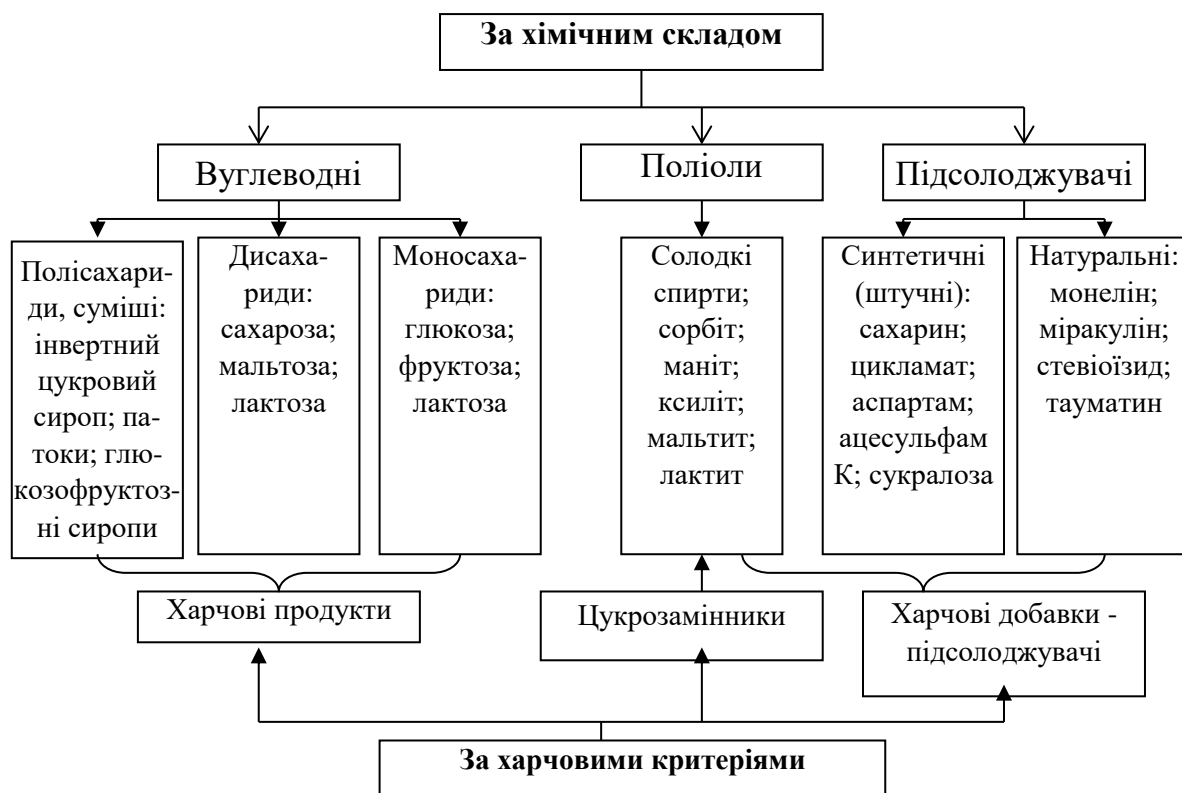 За хімічним складом
Вуглеводні
Поліоли
Підсолоджувачі
Полісахари-
ди, суміші:
інвертний
цукровий
сироп; па-
токи; глю-
козофруктоз-
ні сиропи
Дисаха-
риди:
сахароза;
мальтоза;
лактоза
Моносаха-
риди:
глюкоза;
фруктоза;
лактоза
Солодкі
спирти;
сорбіт;
маніт;
ксиліт;
мальтит;
лактит
Синтетичні
(штучні):
сахарин;
цикламат;
аспартам;
ацесульфам
К; сукралоза
Натуральні:
монелін;
міракулін;
стевіоїзид;
тауматин
Харчові продукти
Цукрозамінники
Харчові добавки -
підсолоджувачі
За харчовими критеріями